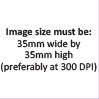 Image size must be:
35mm wide by
35mm high
(preferably at 300 DPI)